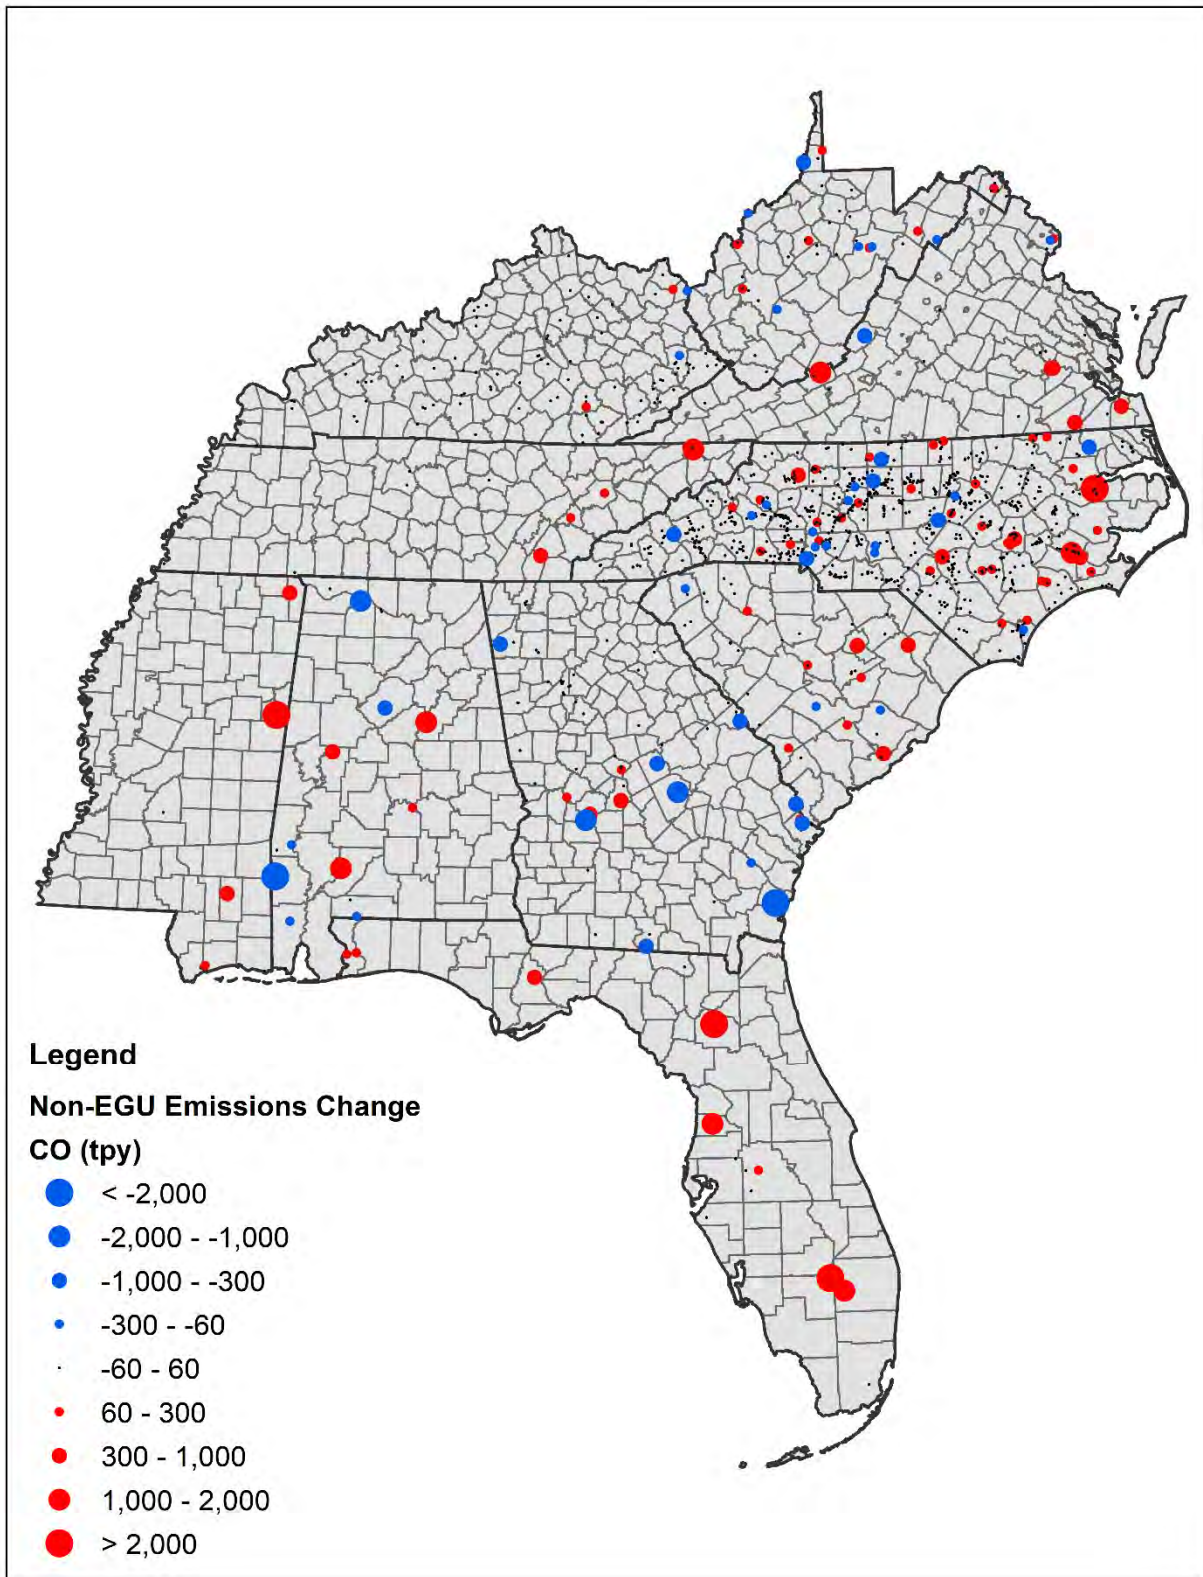 Legend
Non-EGU Emissions Change
CO (tpy)
< -2,000
-2,000 - -1,000
-1,000 - -300
-300 - -60
-60 - 60
60 - 300
300 - 1,000
1,000 - 2,000
> 2,000